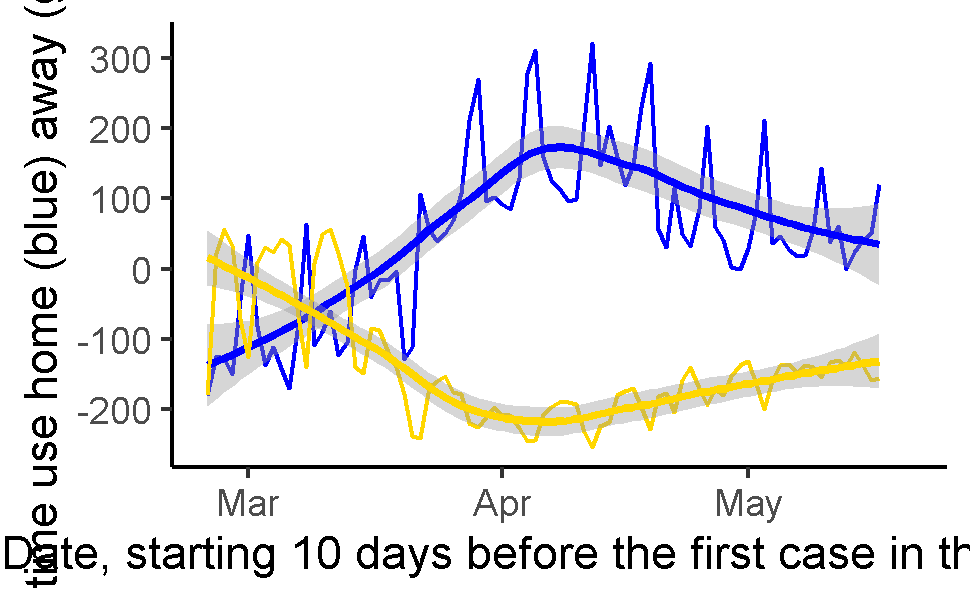 time use home (blue) away (
300
200
100
0
-100
-200
Mar Apr May
Date, starting 10 days before the first case in th